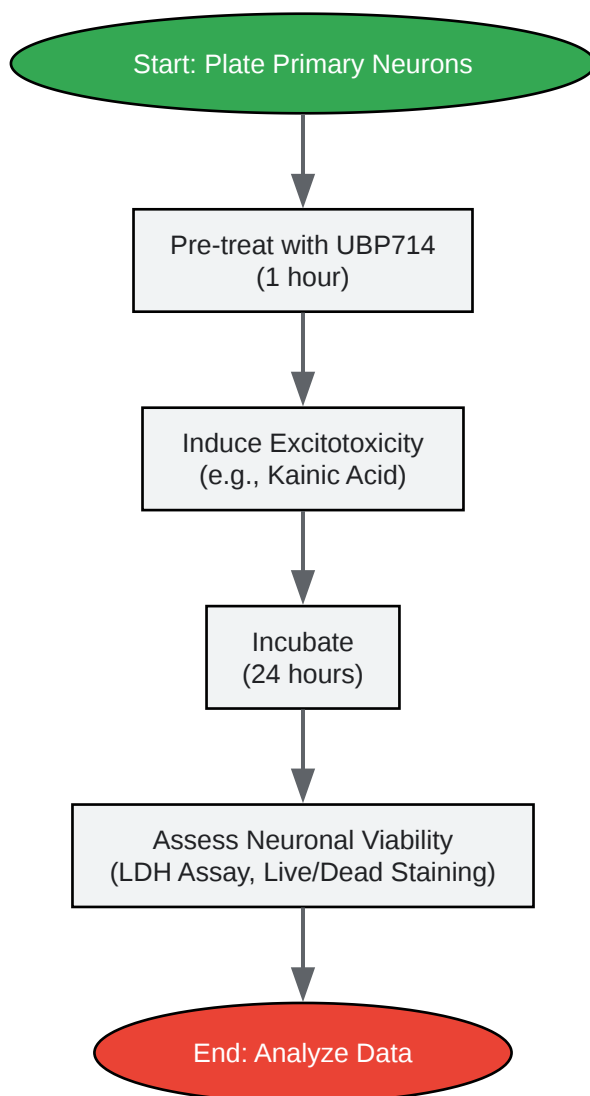 Start: Plate Primary Neurons
Pre-treat with UBP714
(1 hour)
Induce Excitotoxicity
(e.g., Kainic Acid)
Incubate
(24 hours)
Assess Neuronal Viability
(LDH Assay, Live/Dead Staining)
End: Analyze Data